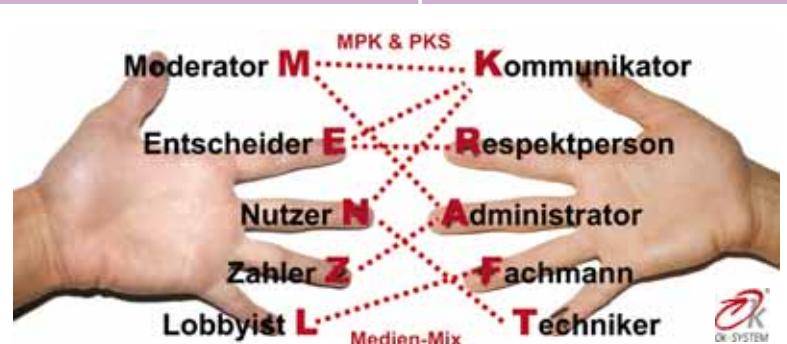 MPK & PKS
Moderator M Kommunikator
Entscheider E Respektperson
Nutzer N Administrator
Zahler Z Fachmann
Lobbyist L Techniker
Medien-Mix
OK-SYSTEM